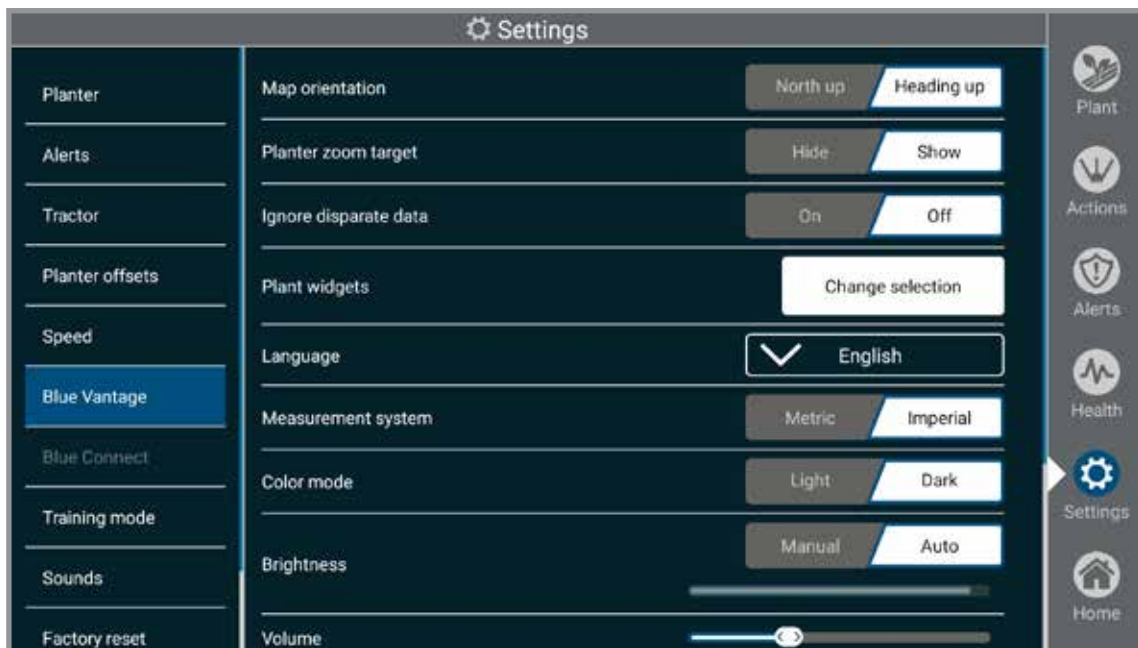 Settings
Planter
Alerts
Tractor
Planter offsets
Speed
Blue Vantage
Blue Connect
Training mode
Sounds
Factory reset
Map orientation
North up
Heading up
Planter zoom target
Hide
Show
Ignore disparate data
On
Off
Plant widgets
Change selection
Language
English
Measurement system
Metric
Imperial
Color mode
Light
Dark
Brightness
Manual
Auto
Volume
Plant
Actions
Alerts
Health
Settings
Home